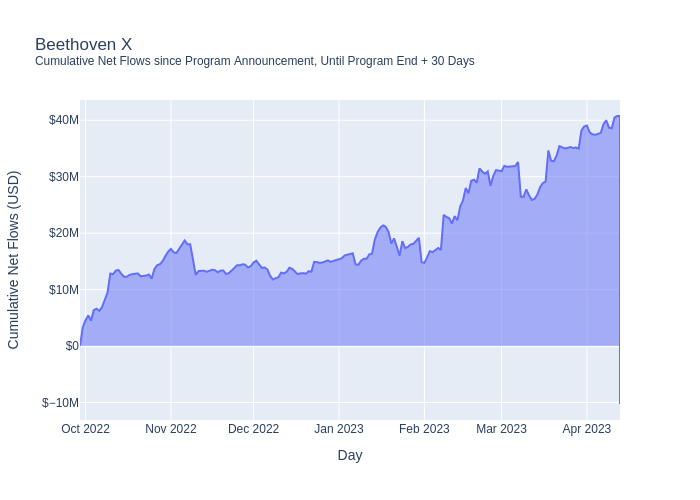 Beethoven X
Cumulative Net Flows since Program Announcement, Until Program End + 30 Days
Cumulative Net Flows (USD)
$40M
$30M
$20M
$10M
$0
$−10M
Oct 2022
Nov 2022
Dec 2022
Jan 2023
Feb 2023
Mar 2023
Apr 2023
Day